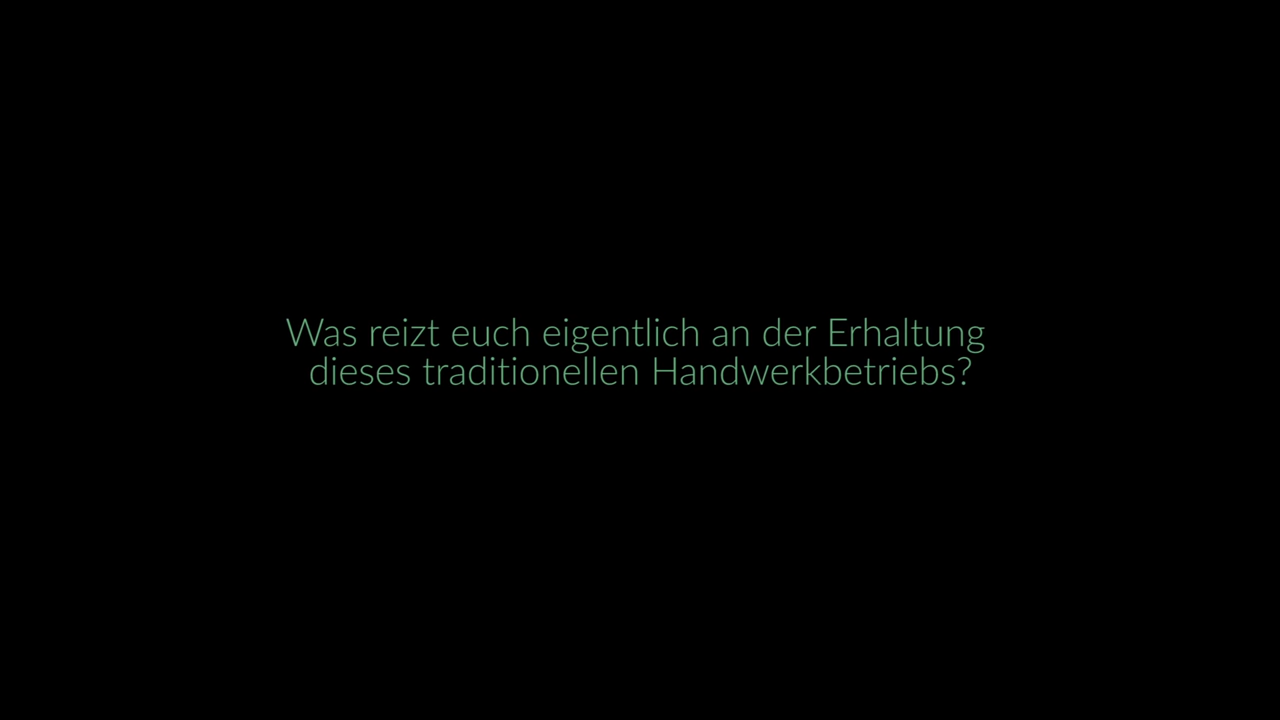 Was reizt euch eigentlich an der Erhaltung
dieses traditionellen Handwerkbetriebs?